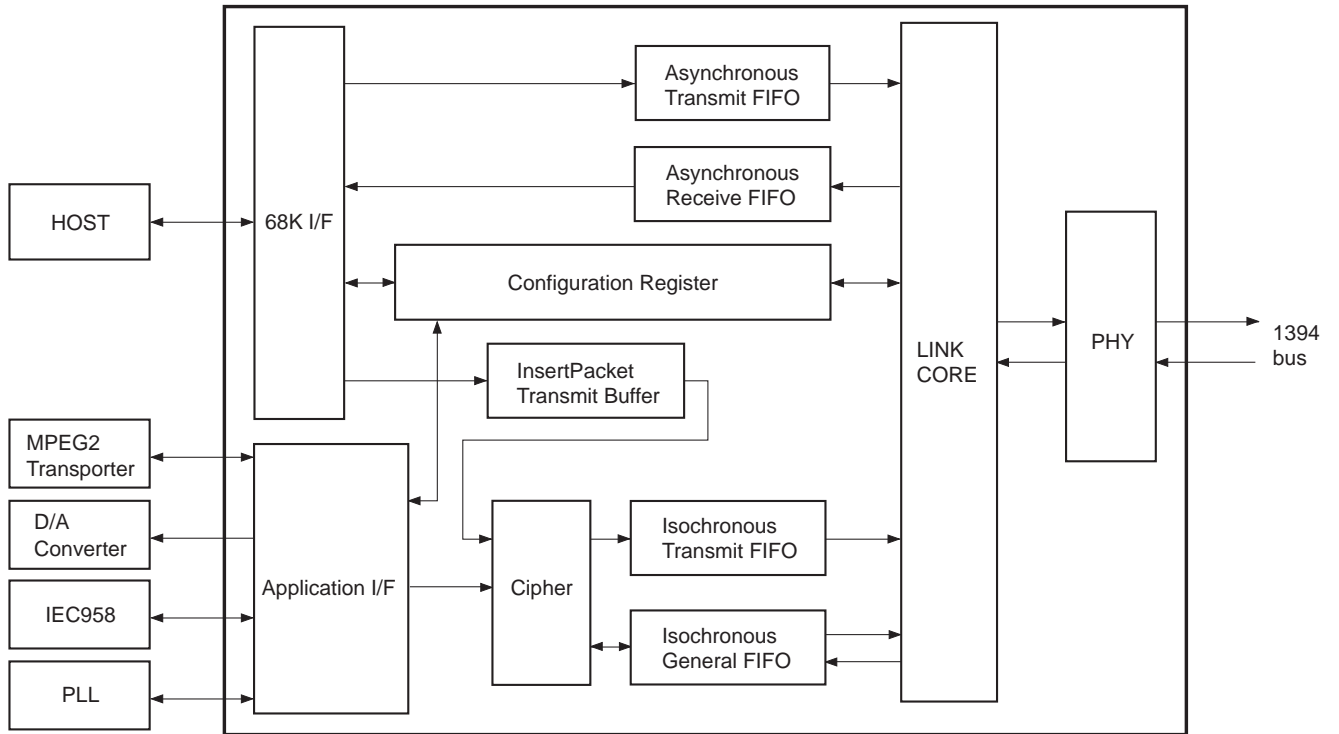 Asynchronous
Transmit FIFO
Asynchronous
Receive FIFO
HOST
68K I/F
Configuration Register
LINK
CORE
PHY
1394
bus
InsertPacket
Transmit Buffer
MPEG2
Transporter
D/A
Converter
IEC958
PLL
Application I/F
Cipher
Isochronous
Transmit FIFO
Isochronous
General FIFO